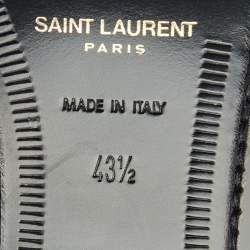 SAINT LAURENT
PARIS
MADE IN ITALY
43½